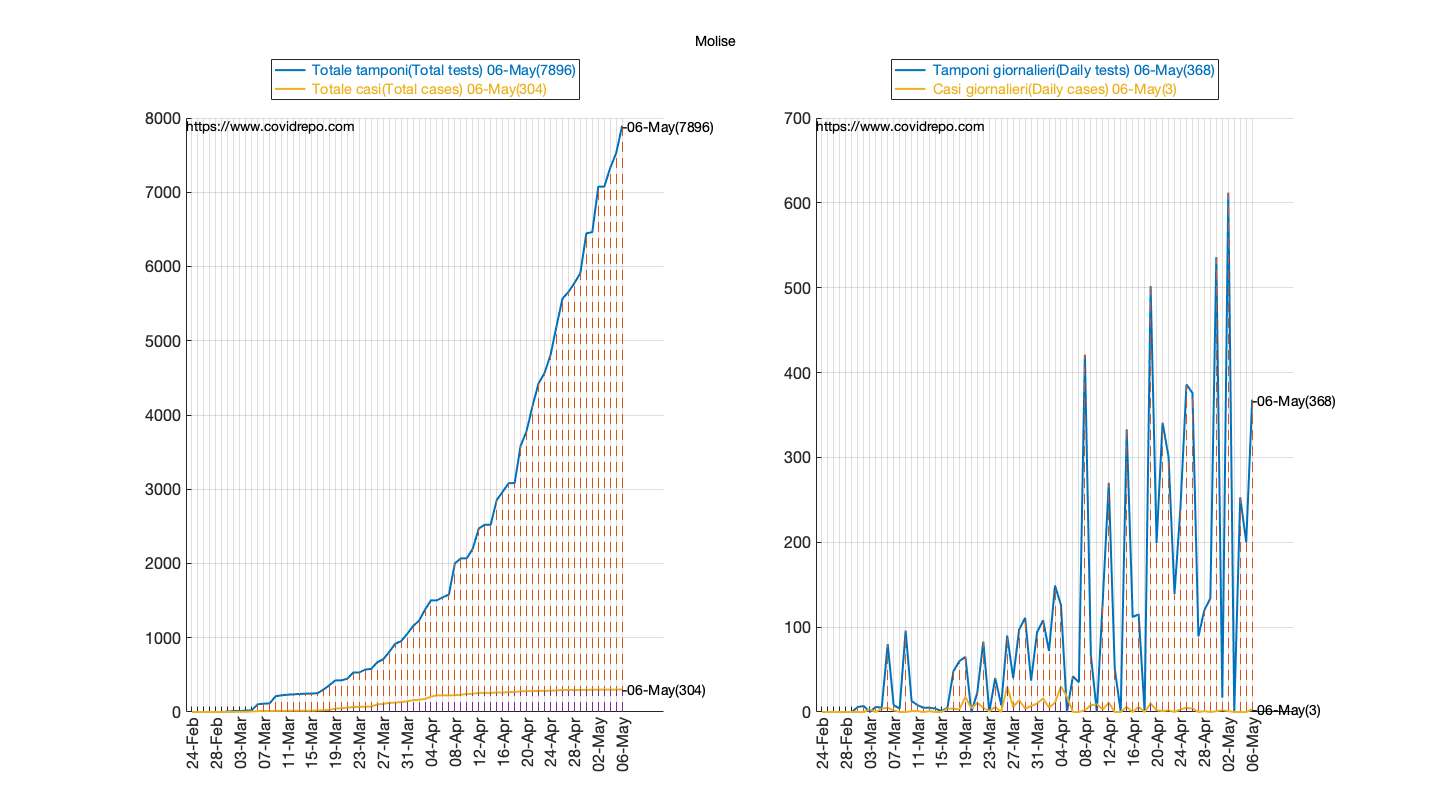 Molise
Totale tamponi(Total tests) 06-May(7896)
Totale casi(Total cases) 06-May(304)
https://www.covidrepo.com
06-May(7896)
06-May(304)
8000
7000
6000
5000
4000
3000
2000
1000
0
24-Feb
28-Feb
03-Mar
07-Mar
11-Mar
15-Mar
19-Mar
23-Mar
27-Mar
31-Mar
04-Apr
08-Apr
12-Apr
16-Apr
20-Apr
24-Apr
28-Apr
02-May
06-May
Tamponi giornalieri(Daily tests) 06-May(368)
Casi giornalieri(Daily cases) 06-May(3)
https://www.covidrepo.com
06-May(368)
06-May(3)
700
600
500
400
300
200
100
0
24-Feb
28-Feb
03-Mar
07-Mar
11-Mar
15-Mar
19-Mar
23-Mar
27-Mar
31-Mar
04-Apr
08-Apr
12-Apr
16-Apr
20-Apr
24-Apr
28-Apr
02-May
06-May